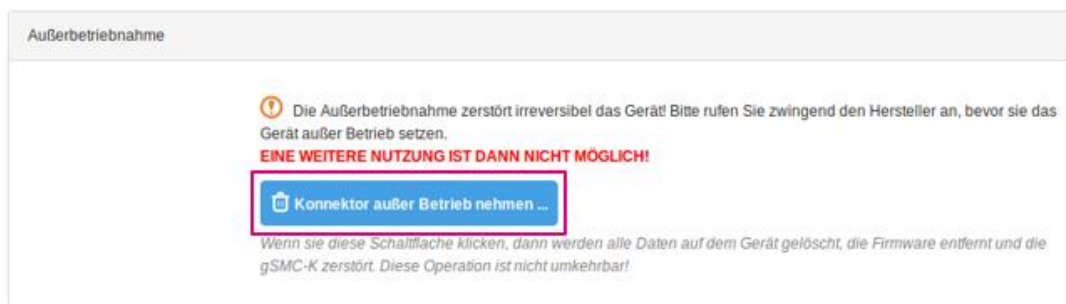 Außerbetriebnahme
Die Außerbetriebnahme zerstört irreversibel das Gerät! Bitte rufen Sie zwingend den Hersteller an, bevor sie das
Gerät außer Betrieb setzen.
EINE WEITERE NUTZUNG IST DANN NICHT MÖGLICH!
Konnektor außer Betrieb nehmen ...
Wenn sie diese Schaltfläche klicken, dann werden alle Daten auf dem Gerät gelöscht, die Firmware entfernt und die
gSMC-K zerstört. Diese Operation ist nicht umkehrbar!